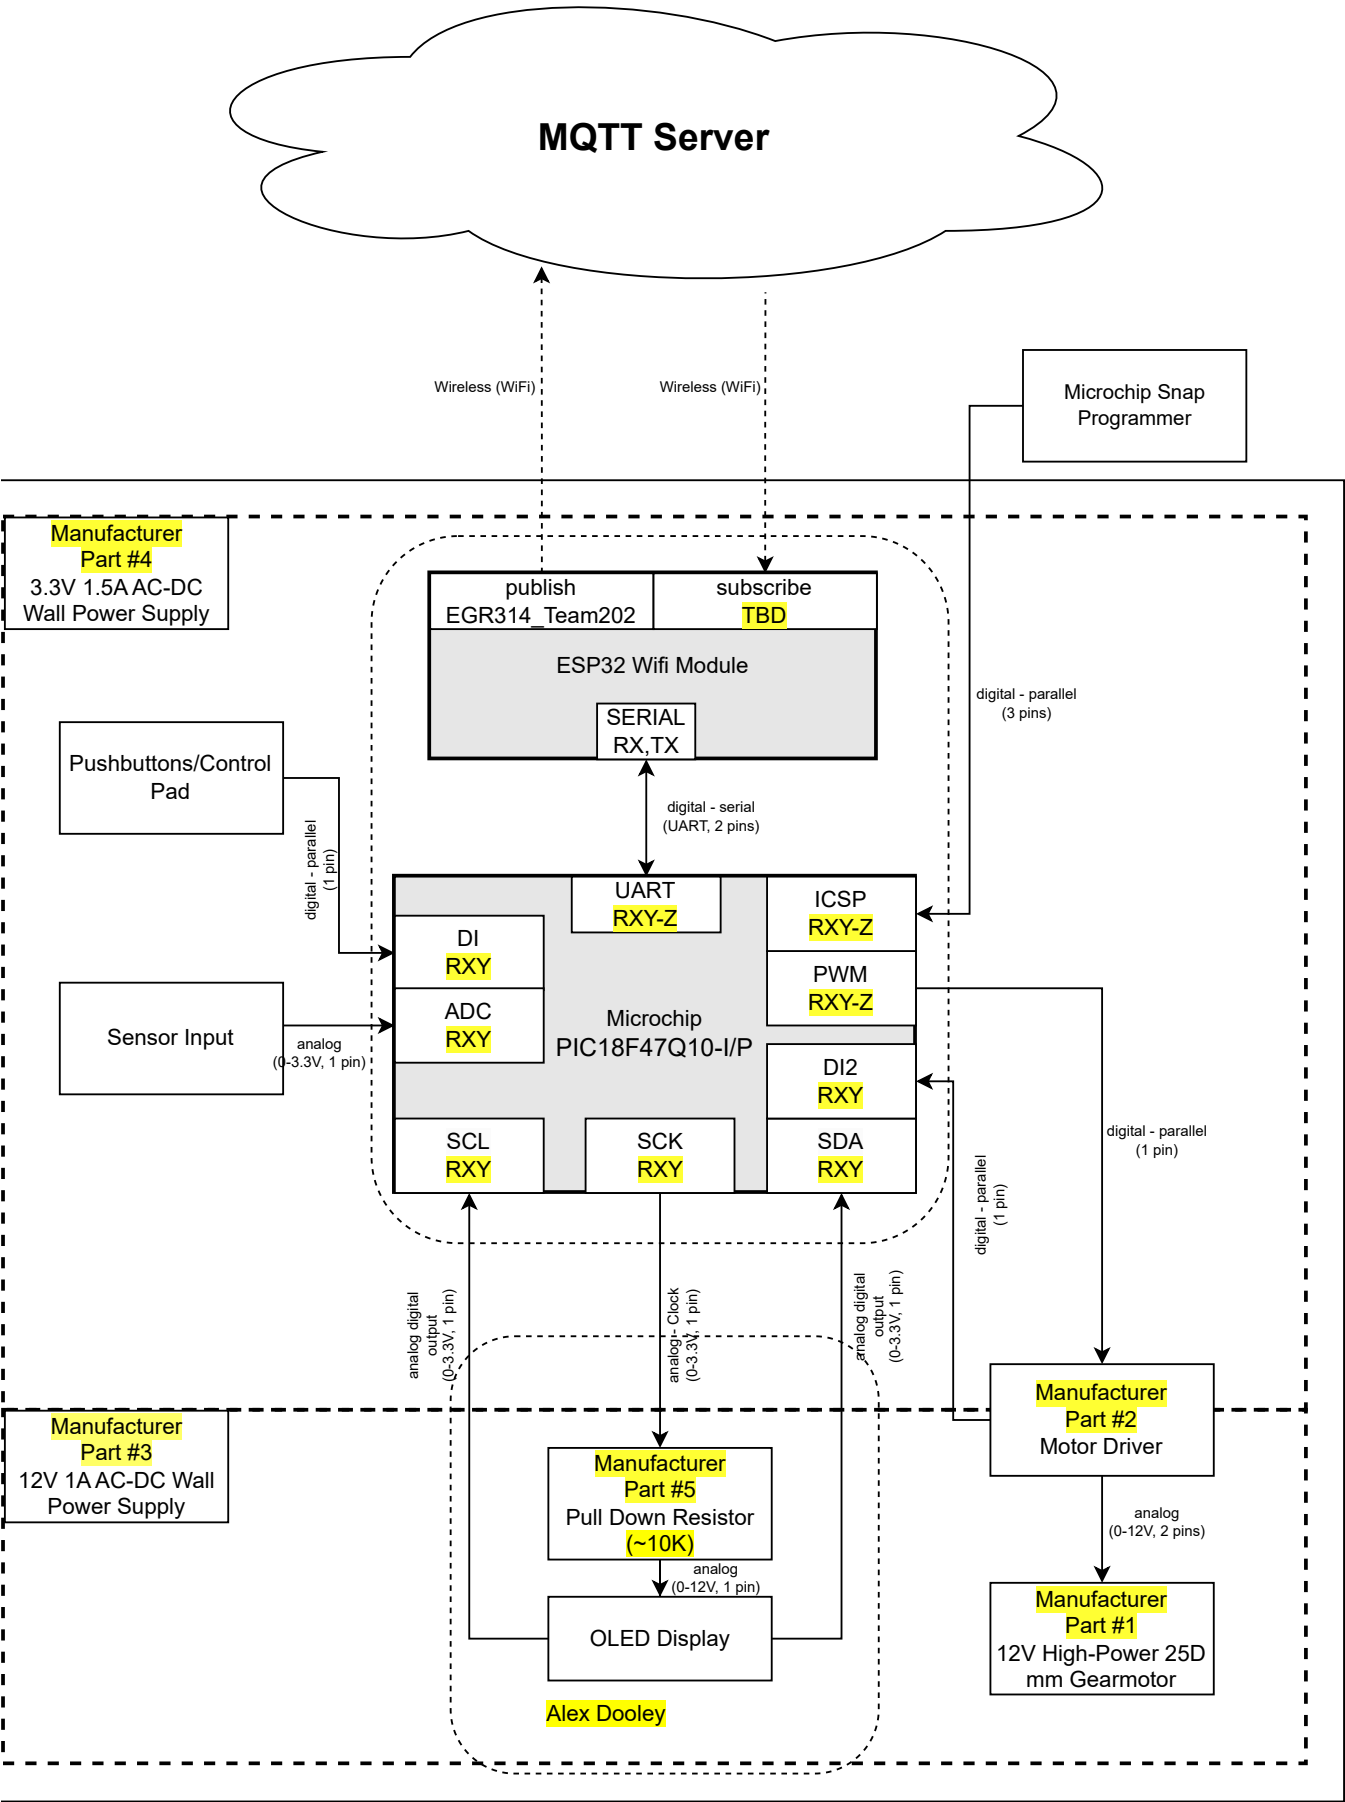 MQTT Server
Wireless (WiFi)
Wireless (WiFi)
Microchip Snap
Programmer
Manufacturer
Part #4
3.3V 1.5A AC-DC
Wall Power Supply
publish
EGR314_Team202
subscribe
TBD
ESP32 Wifi Module
SERIAL
RX,TX
digital - parallel
(3 pins)
Pushbuttons/Control
Pad
digital - serial
(UART, 2 pins)
digital - parallel
(1 pin)
UART
RXY-Z
ICSP
RXY-Z
DI
RXY
PWM
RXY-Z
ADC
RXY
Sensor Input
analog
(0-3.3V, 1 pin)
Microchip
PIC18F47Q10-I/P
DI2
RXY
SCL
RXY
SCK
RXY
SDA
RXY
digital - parallel
(1 pin)
digital - parallel
(1 pin)
analog digital
output
(0-3.3V, 1 pin)
analog - Clock
(0-3.3V, 1 pin)
analog digital
output
(0-3.3V, 1 pin)
Manufacturer
Part #2
Motor Driver
Manufacturer
Part #3
12V 1A AC-DC Wall
Power Supply
Manufacturer
Part #5
Pull Down Resistor
(~10K)
analog
(0-12V, 2 pins)
analog
(0-12V, 1 pin)
OLED Display
Manufacturer
Part #1
12V High-Power 25D
mm Gearmotor
Alex Dooley